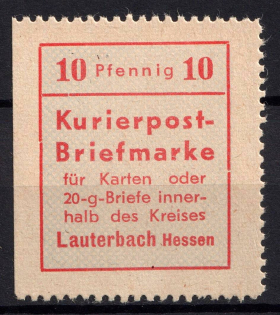 10 Pfennig 10
Kurierpost-
Briefmarke
für Karten oder
20-g-Briefe inner-
halb des Kreises
Lauterbach Hessen